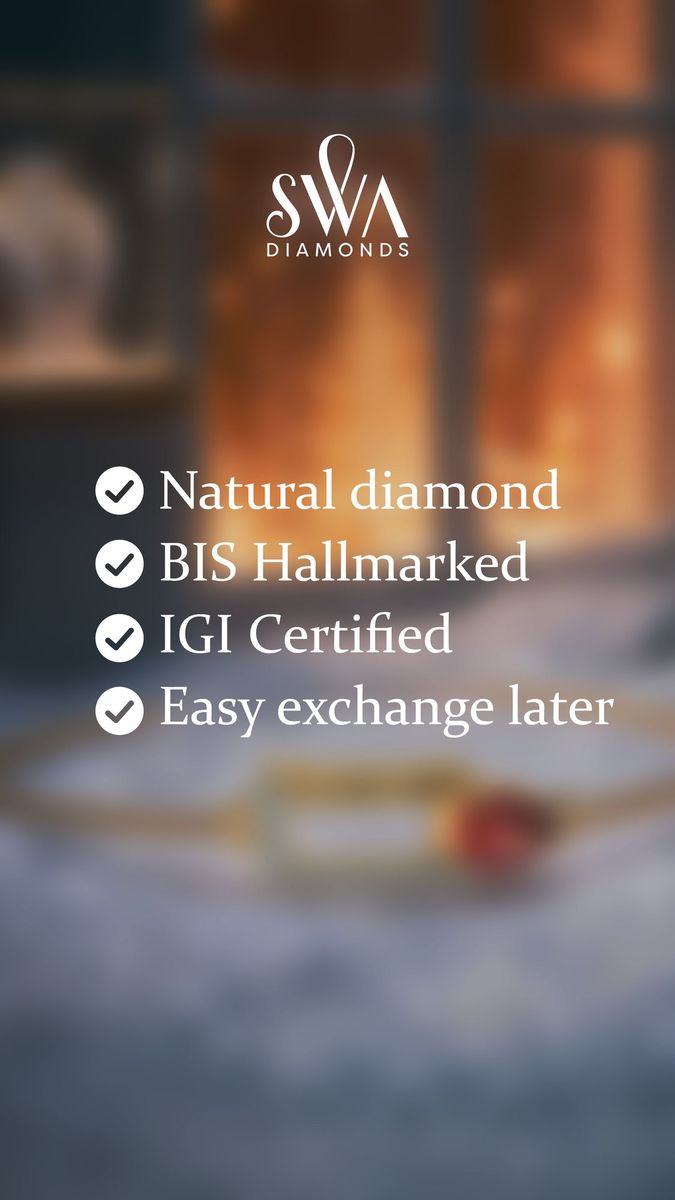 SWA
DIAMONDS
Natural diamond
BIS Hallmarked
IGI Certified
Easy exchange later